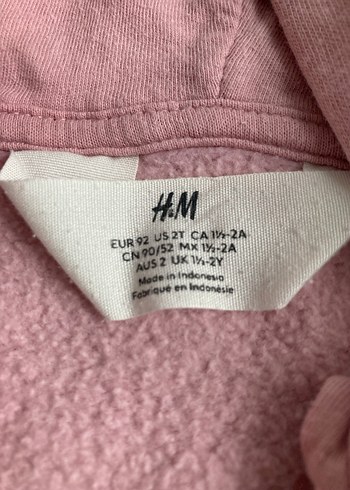 H&M
EUR 92 US 2T CA 1½-2A
CN 90/52 MX 1½-2A
AUS 2 UK 1½-2Y
Made in Indonesia
Fabriqué en Indonésie